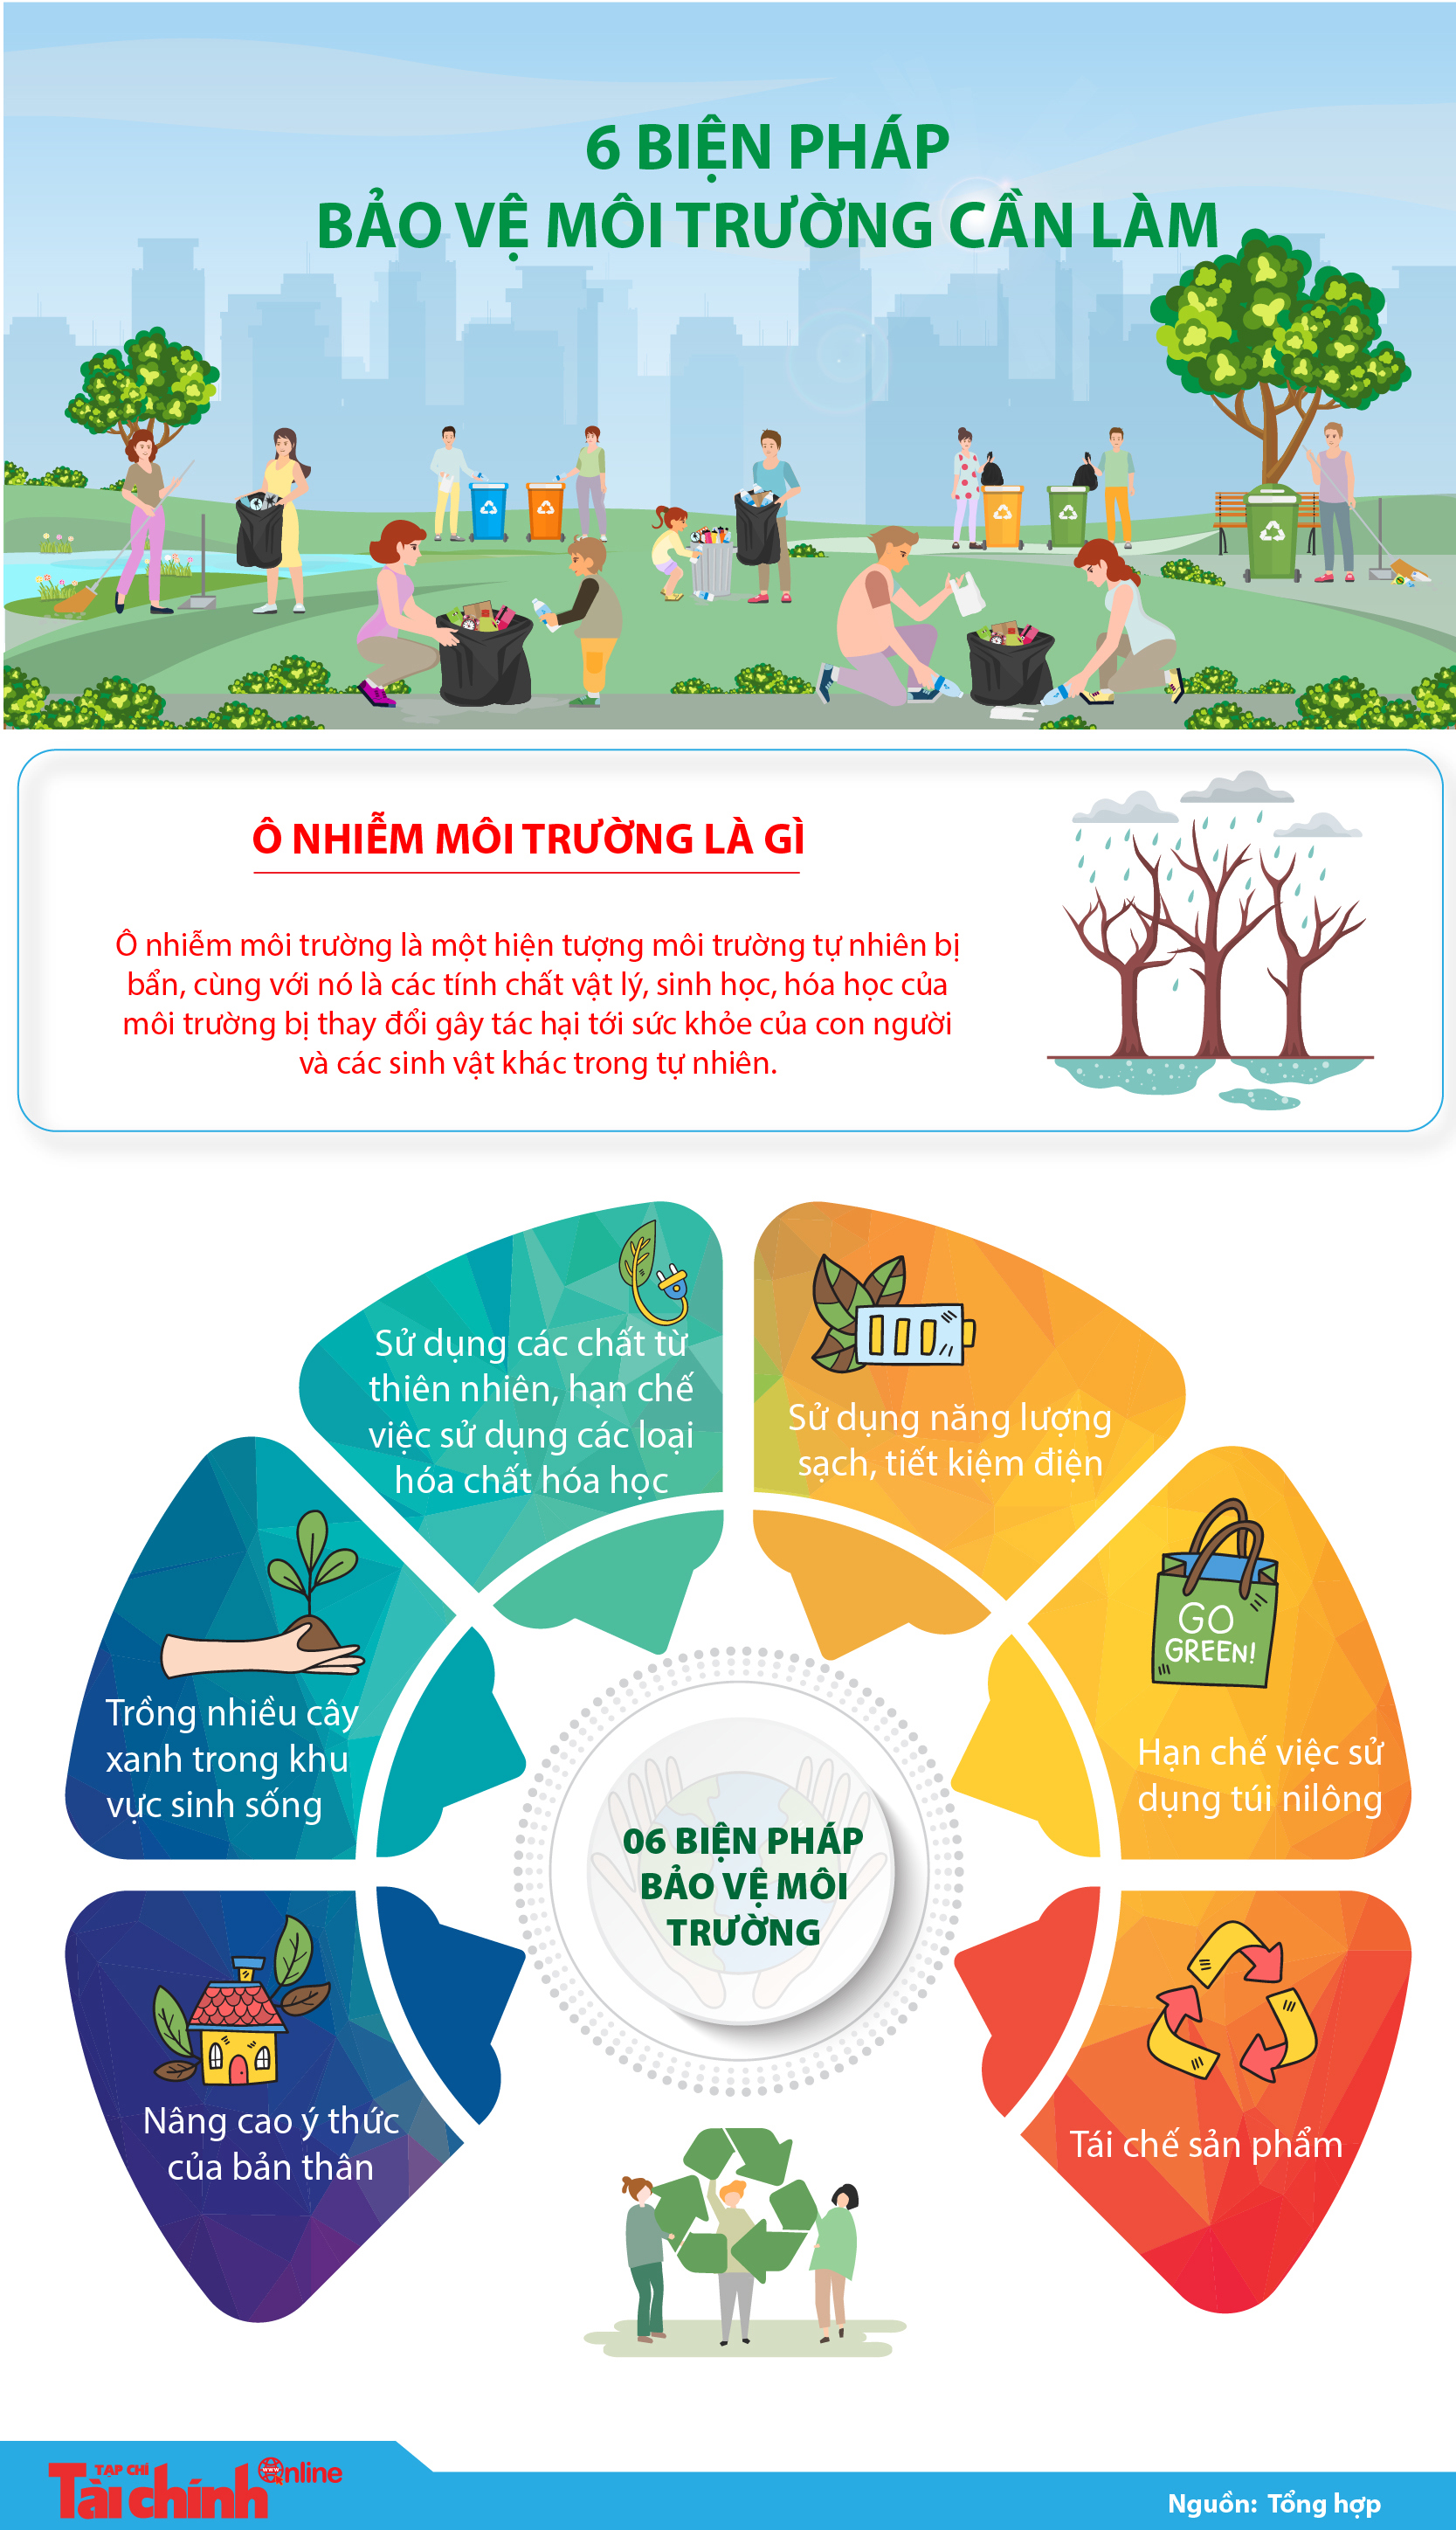 6 BIỆN PHÁP
BẢO VỆ MÔI TRƯỜNG CẦN LÀM
Ô NHIỄM MÔI TRƯỜNG LÀ GÌ
Ô nhiễm môi trường là một hiện tượng môi trường tự nhiên bị
bẩn, cùng với nó là các tính chất vật lý, sinh học, hóa học của
môi trường bị thay đổi gây tác hại tới sức khỏe của con người
và các sinh vật khác trong tự nhiên.
Sử dụng các chất từ
thiên nhiên, hạn chế
việc sử dụng các loại
hóa chất hóa học
Sử dụng năng lượng
sạch, tiết kiệm điện
Trồng nhiều cây
xanh trong khu
vực sinh sống
GO
GREEN!
Hạn chế việc sử
dụng túi nilông
06 BIỆN PHÁP
BẢO VỆ MÔI
TRƯỜNG
Nâng cao ý thức
của bản thân
Tái chế sản phẩm
TẠP CHÍ
Tài chính Online
www
Nguồn: Tổng hợp